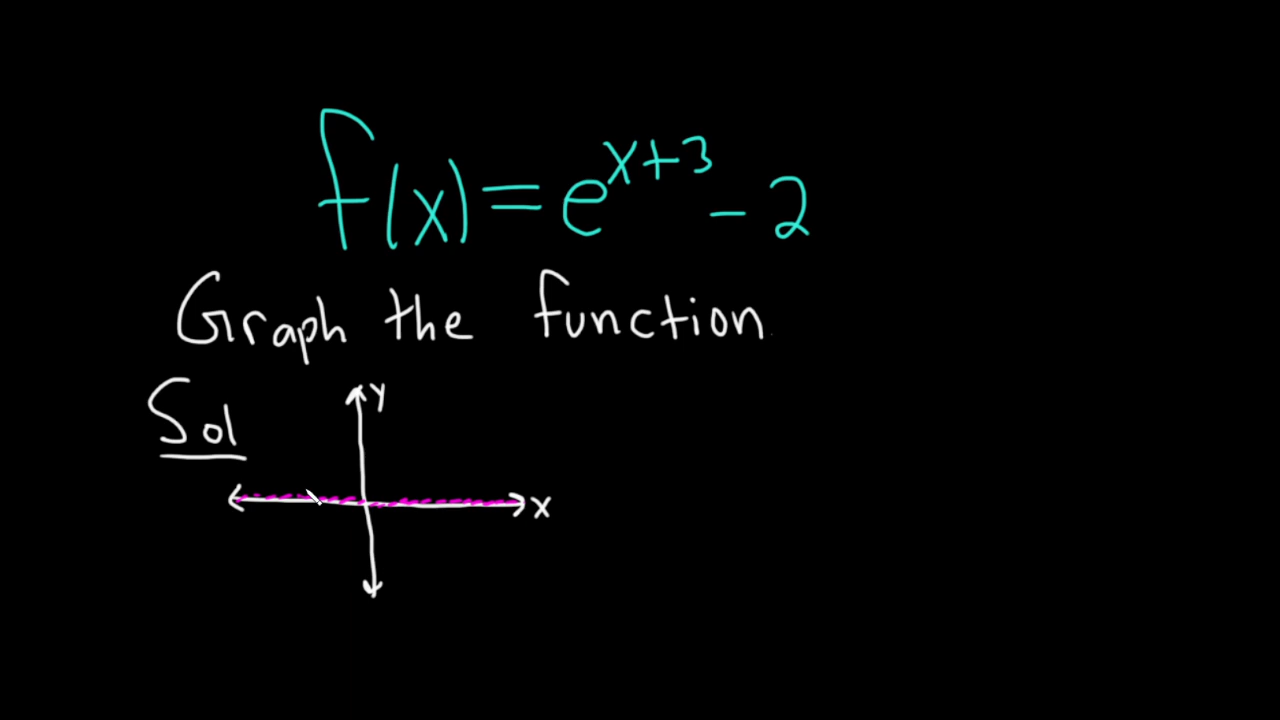 f(x) = e^{x+3} - 2
Graph the function.
Sol
y
x